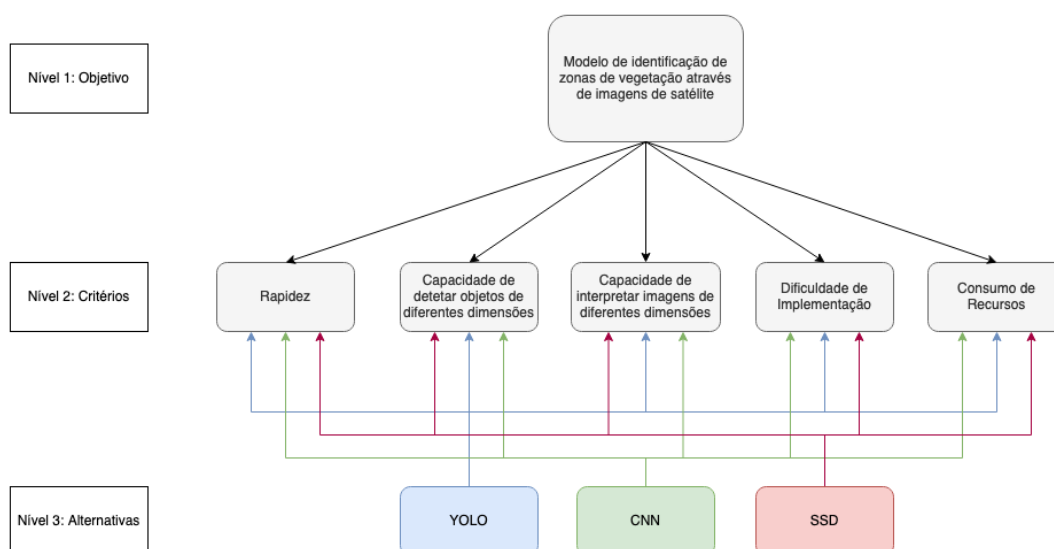 Nível 1: Objetivo
Modelo de identificação de
zonas de vegetação através
de imagens de satélite
Nível 2: Critérios
Rapidez
Capacidade de
detetar objetos de
diferentes dimensões
Capacidade de
interpretar imagens de
diferentes dimensões
Dificuldade de
Implementação
Consumo de
Recursos
Nível 3: Alternativas
YOLO
CNN
SSD